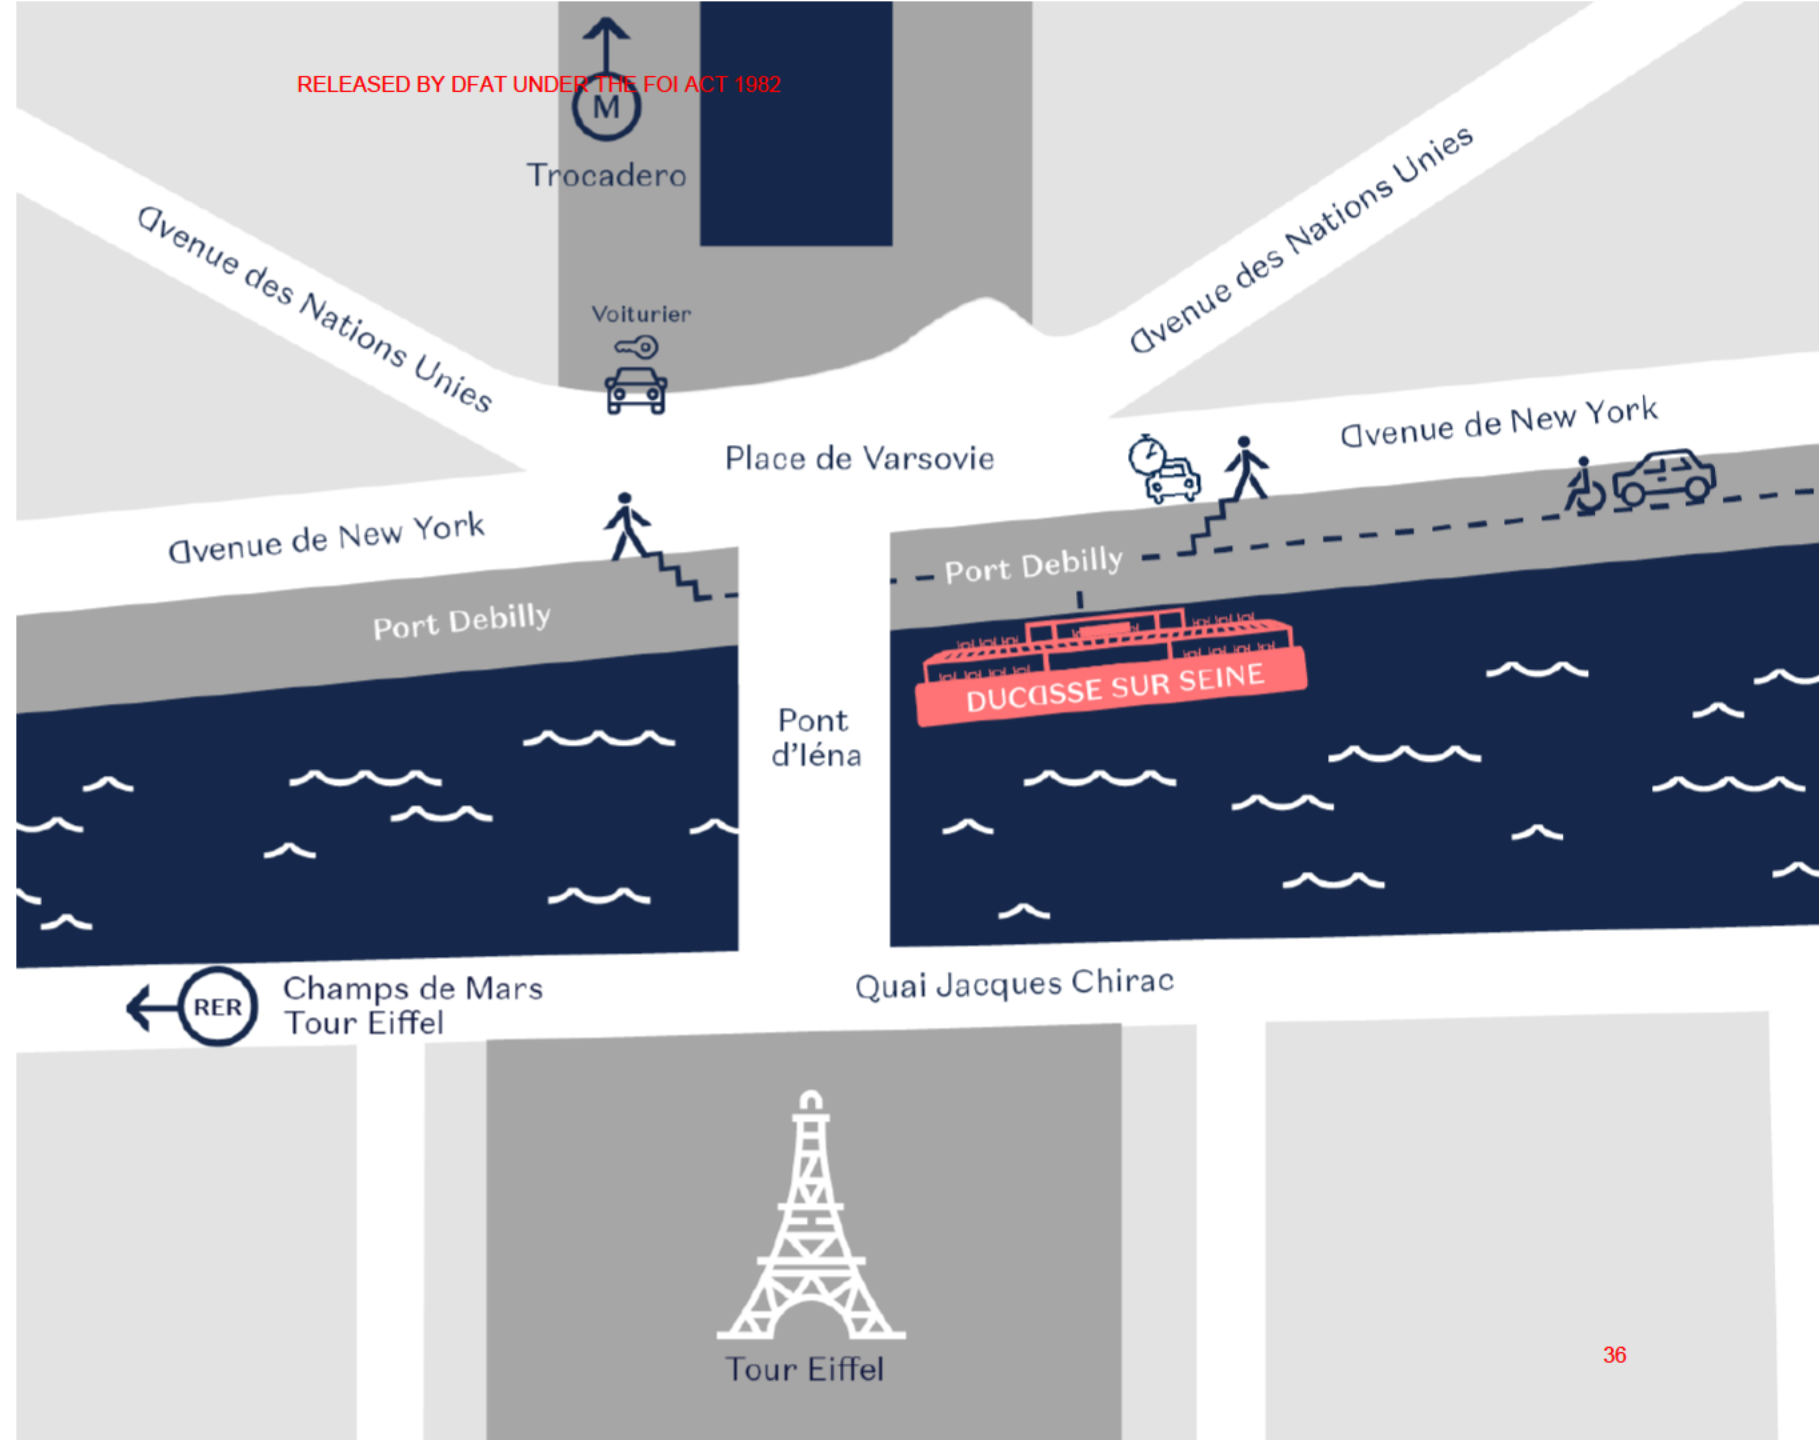 RELEASED BY DFAT UNDER THE FOI ACT 1982
M
Trocadero
Avenue des Nations Unies
Avenue des Nations Unies
Voiturier
Avenue de New York
Place de Varsovie
Avenue de New York
Port Debilly
Port Debilly
DUCASSE SUR SEINE
Pont
d'Iéna
RER
Champs de Mars
Tour Eiffel
Quai Jacques Chirac
Tour Eiffel
36